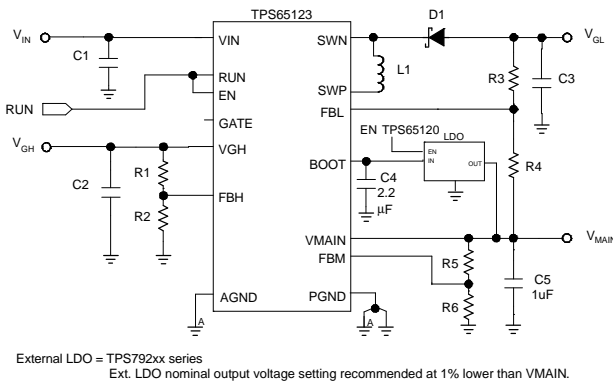 TPS65123
D1
VIN
VIN
SWN
VGL
C1
L1
R3
C3
RUN
EN
SWP
RUN
FBL
GATE
EN TPS65120
LDO
VGH
VGH
EN
IN
OUT
R4
R1
BOOT
C4
2.2
μF
C2
FBH
R2
VMAIN
VMAIN
FBM
R5
C5
1uF
R6
AGND
PGND
A
A
External LDO = TPS792xx series
Ext. LDO nominal output voltage setting recommended at 1% lower than VMAIN.